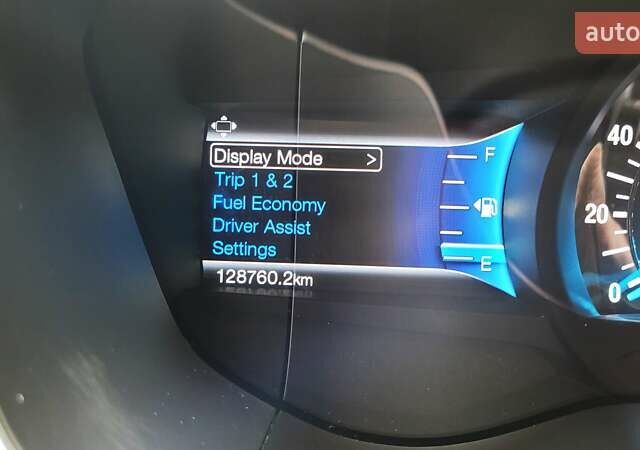 auto
Display Mode >
Trip 1 & 2
Fuel Economy
Driver Assist
Settings
128760.2km
F
E
40
20
0